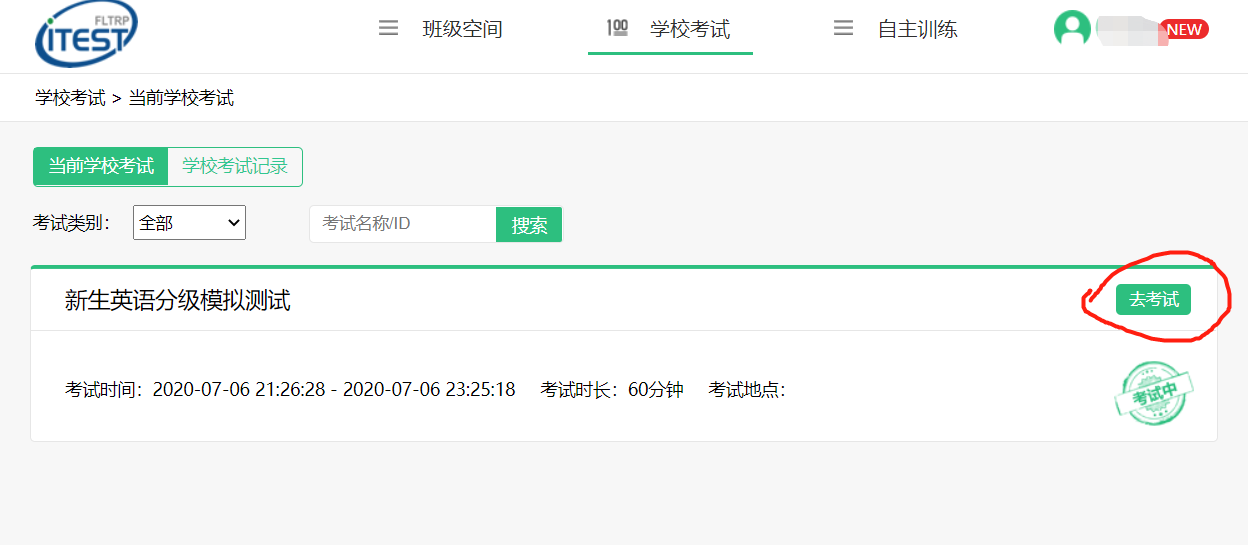 FLTRP
iTEST
班级空间
100 学校考试
自主训练
NEW
学校考试 > 当前学校考试
当前学校考试 学校考试记录
考试类别： 全部 考试名称/ID 搜索
新生英语分级模拟测试 去考试
考试时间：2020-07-06 21:26:28 - 2020-07-06 23:25:18 考试时长：60分钟 考试地点：
考试中